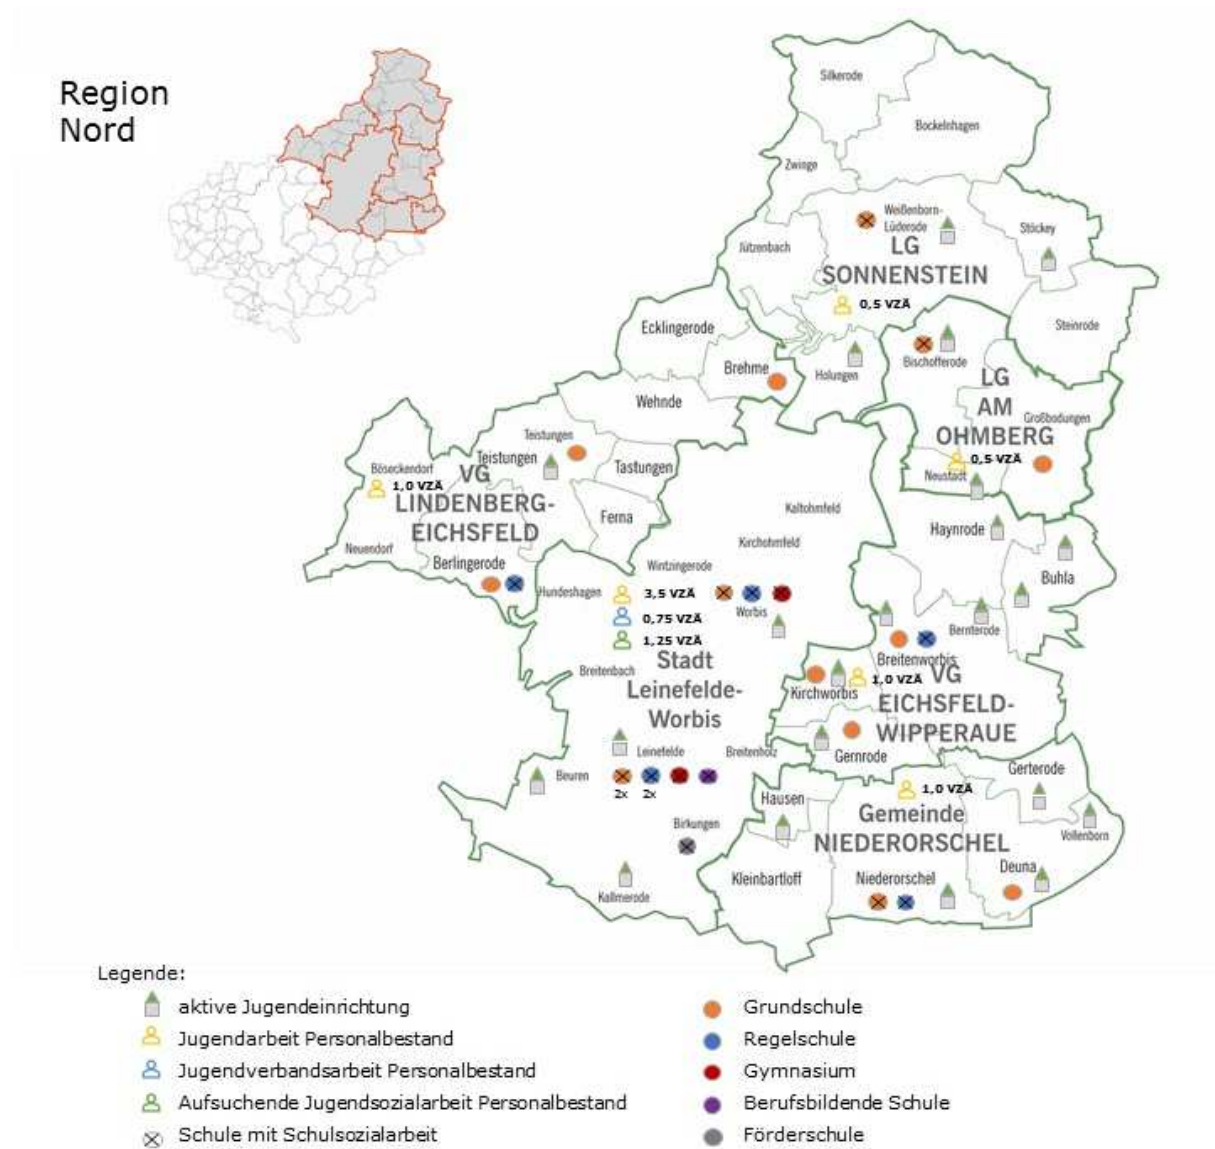 Region
Nord
Silkerode
Bockelnhagen
Zwinge
Weißenborn-
Lüderode
Stöckey
Jützenbach
LG
SONNENSTEIN
0,5 VZÄ
Steinrode
Ecklingerode
Brehme
Holungen
Bischofferode
LG
AM
OHMBERG
Großbodungen
0,5 VZÄ
Neustadt
Wehnde
Teistungen
Teistungen
Tastungen
Böseckendorf
1,0 VZÄ
VG
LINDENBERG-
EICHSFELD
Ferna
Neuendorf
Berlingerode
Kaltohmfeld
Kirchohmfeld
Haynrode
Buhla
Wintzingerode
Hundeshagen
3,5 VZÄ
0,75 VZÄ
1,25 VZÄ
Worbis
Bernterode
Breitenworbis
Breitenbach
Stadt
Leinefelde-
Worbis
Kirchworbis
1,0 VZÄ
VG
EICHSFELD-
WIPPERAUE
Gernrode
Leinefelde
Breitenholz
Beuren
2x
2x
Birkungen
Kallmerode
Hausen
1,0 VZÄ
Gerterode
Gemeinde
NIEDERORSCHEL
Vollenborn
Kleinbartloff
Niederorschel
Deuna
Legende:
aktive Jugendeinrichtung
Jugendarbeit Personalbestand
Jugendverbandsarbeit Personalbestand
Aufsuchende Jugendsozialarbeit Personalbestand
Schule mit Schulsozialarbeit
Grundschule
Regelschule
Gymnasium
Berufsbildende Schule
Förderschule